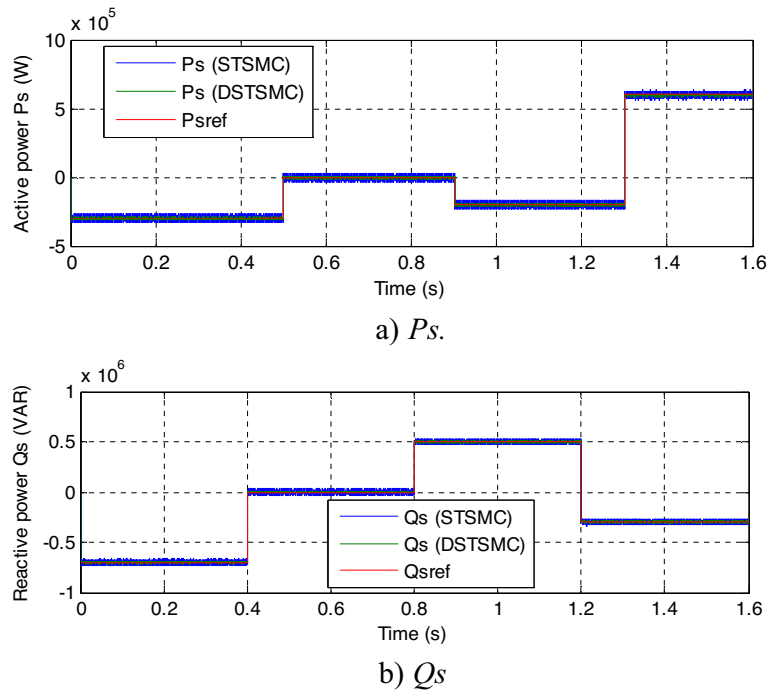 x 10^5
Active power Ps (W)
10
5
0
-5
Ps (STSMC)
Ps (DSTSMC)
Psref
0 0.2 0.4 0.6 0.8 1 1.2 1.4 1.6
Time (s)
a) Ps.
x 10^6
Reactive power Qs (VAR)
1
0.5
0
-0.5
-1
Qs (STSMC)
Qs (DSTSMC)
Qsref
0 0.2 0.4 0.6 0.8 1 1.2 1.4 1.6
Time (s)
b) Qs